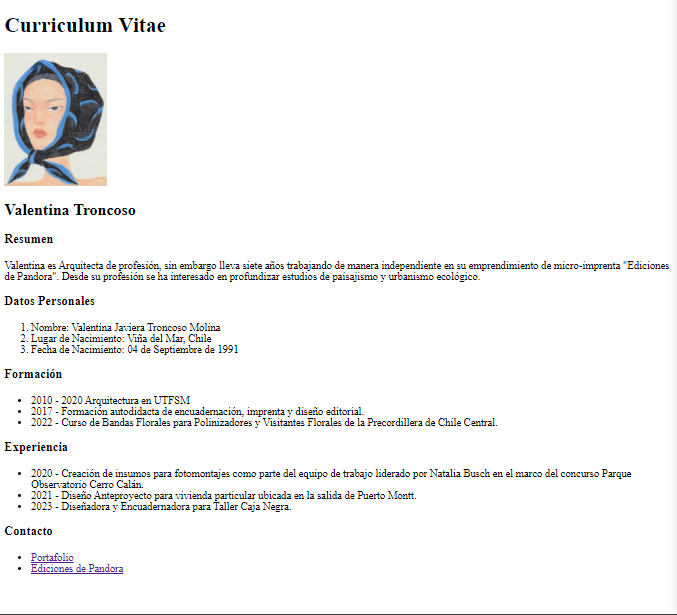 Curriculum Vitae
Valentina Troncoso
Resumen
Valentina es Arquitecta de profesión, sin embargo lleva siete años trabajando de manera independiente en su emprendimiento de micro-imprenta "Ediciones
de Pandora". Desde su profesión se ha interesado en profundizar estudios de paisajismo y urbanismo ecológico.
Datos Personales
1. Nombre: Valentina Javiera Troncoso Molina
2. Lugar de Nacimiento: Viña del Mar, Chile
3. Fecha de Nacimiento: 04 de Septiembre de 1991
Formación
• 2010 - 2020 Arquitectura en UTFSM
• 2017 - Formación autodidacta de encuadernación, imprenta y diseño editorial.
• 2022 - Curso de Bandas Florales para Polinizadores y Visitantes Florales de la Precordillera de Chile Central.
Experiencia
• 2020 - Creación de insumos para fotomontajes como parte del equipo de trabajo liderado por Natalia Busch en el marco del concurso Parque
Observatorio Cerro Calán.
• 2021 - Diseño Anteproyecto para vivienda particular ubicada en la salida de Puerto Montt.
• 2023 - Diseñadora y Encuadernadora para Taller Caja Negra.
Contacto
• Portafolio
• Ediciones de Pandora